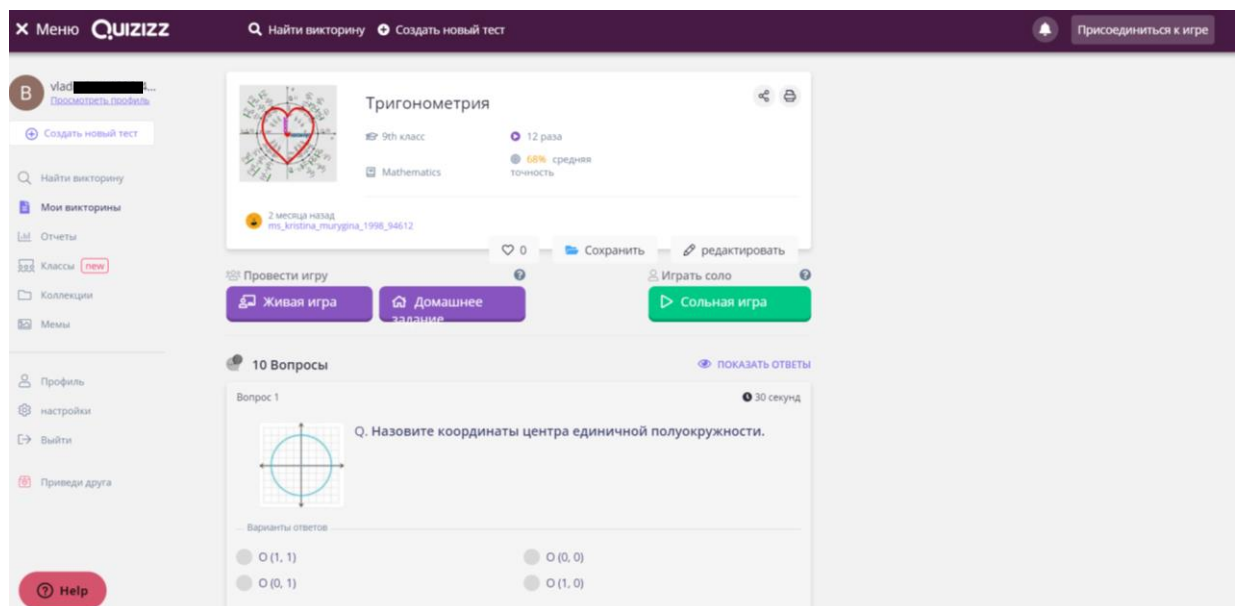 Меню QUIZIZZ
Найти викторину Создать новый тест
Присоединиться к игре
B
vlad 4...
Просмотреть профиль
Создать новый тест
Найти викторину
Мои викторины
Отчеты
Классы new
Коллекции
Мемы
Профиль
настройки
Выйти
Приведи друга
Help
Тригонометрия
9th класс
12 раза
Mathematics
68% средняя
точность
2 месяца назад
ms_kristina_murygina_1998_94612
0 Сохранить редактировать
Провести игру
Играть соло
Живая игра
Домашнее
задание
Сольная игра
10 Вопросы
ПОКАЗАТЬ ОТВЕТЫ
Вопрос 1
30 секунд
Q. Назовите координаты центра единичной полуокружности.
Варианты ответов
O (1, 1)
O (0, 0)
O (0, 1)
O (1, 0)